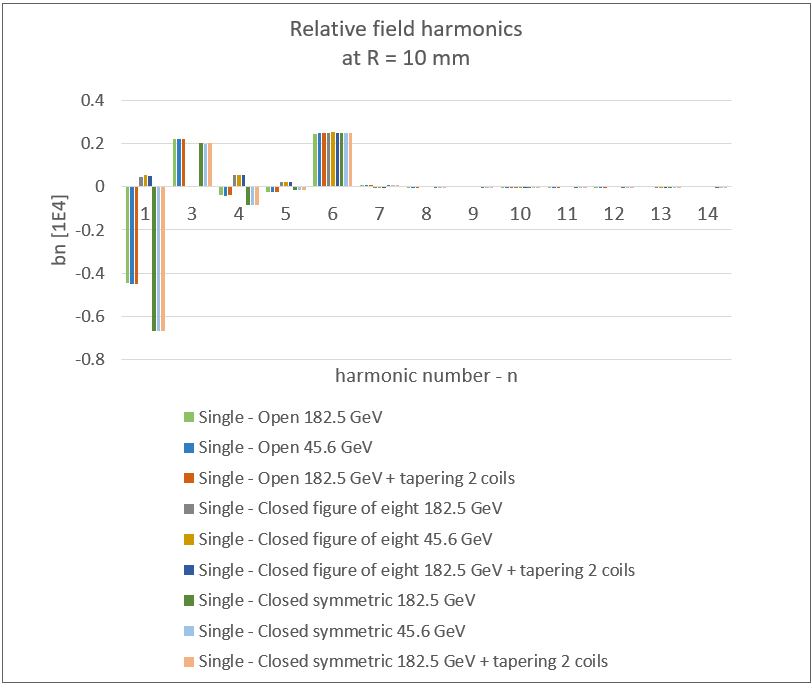 Relative field harmonics
at R = 10 mm
0.4
0.2
0
-0.2
-0.4
-0.6
-0.8
bn [1E4]
1 3 4 5 6 7 8 9 10 11 12 13 14
harmonic number - n
Single - Open 182.5 GeV
Single - Open 45.6 GeV
Single - Open 182.5 GeV + tapering 2 coils
Single - Closed figure of eight 182.5 GeV
Single - Closed figure of eight 45.6 GeV
Single - Closed figure of eight 182.5 GeV + tapering 2 coils
Single - Closed symmetric 182.5 GeV
Single - Closed symmetric 45.6 GeV
Single - Closed symmetric 182.5 GeV + tapering 2 coils